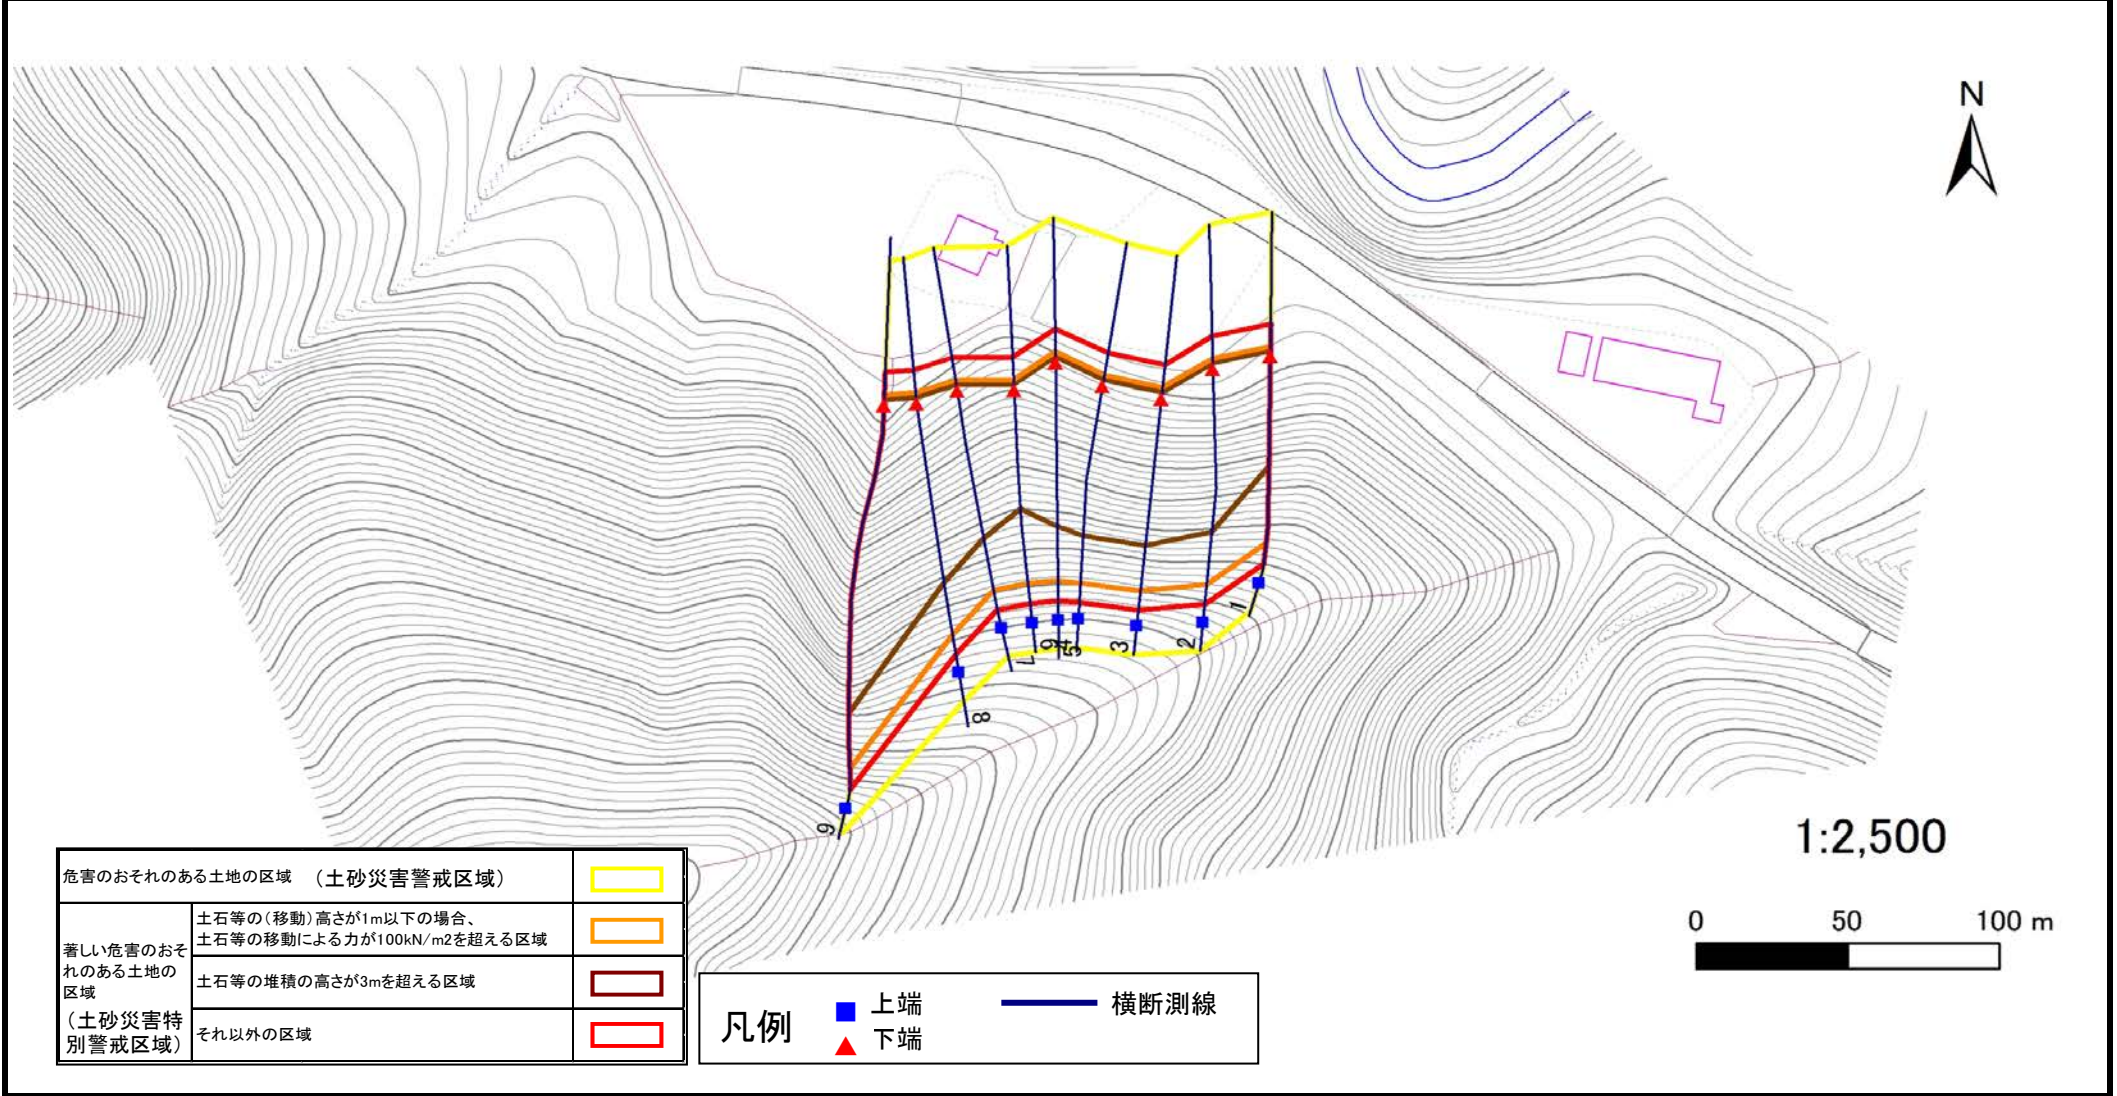 N
1
2
3
4
5
6
7
8
9
1:2,500
0 50 100 m
危害のおそれのある土地の区域 （土砂災害警戒区域）
著しい危害のおそ
れのある土地の
区域
（土砂災害特
別警戒区域）
土石等の（移動）高さが1m以下の場合、
土石等の移動による力が100kN/m2を超える区域
土石等の堆積の高さが3mを超える区域
それ以外の区域
凡例
上端
下端
横断測線